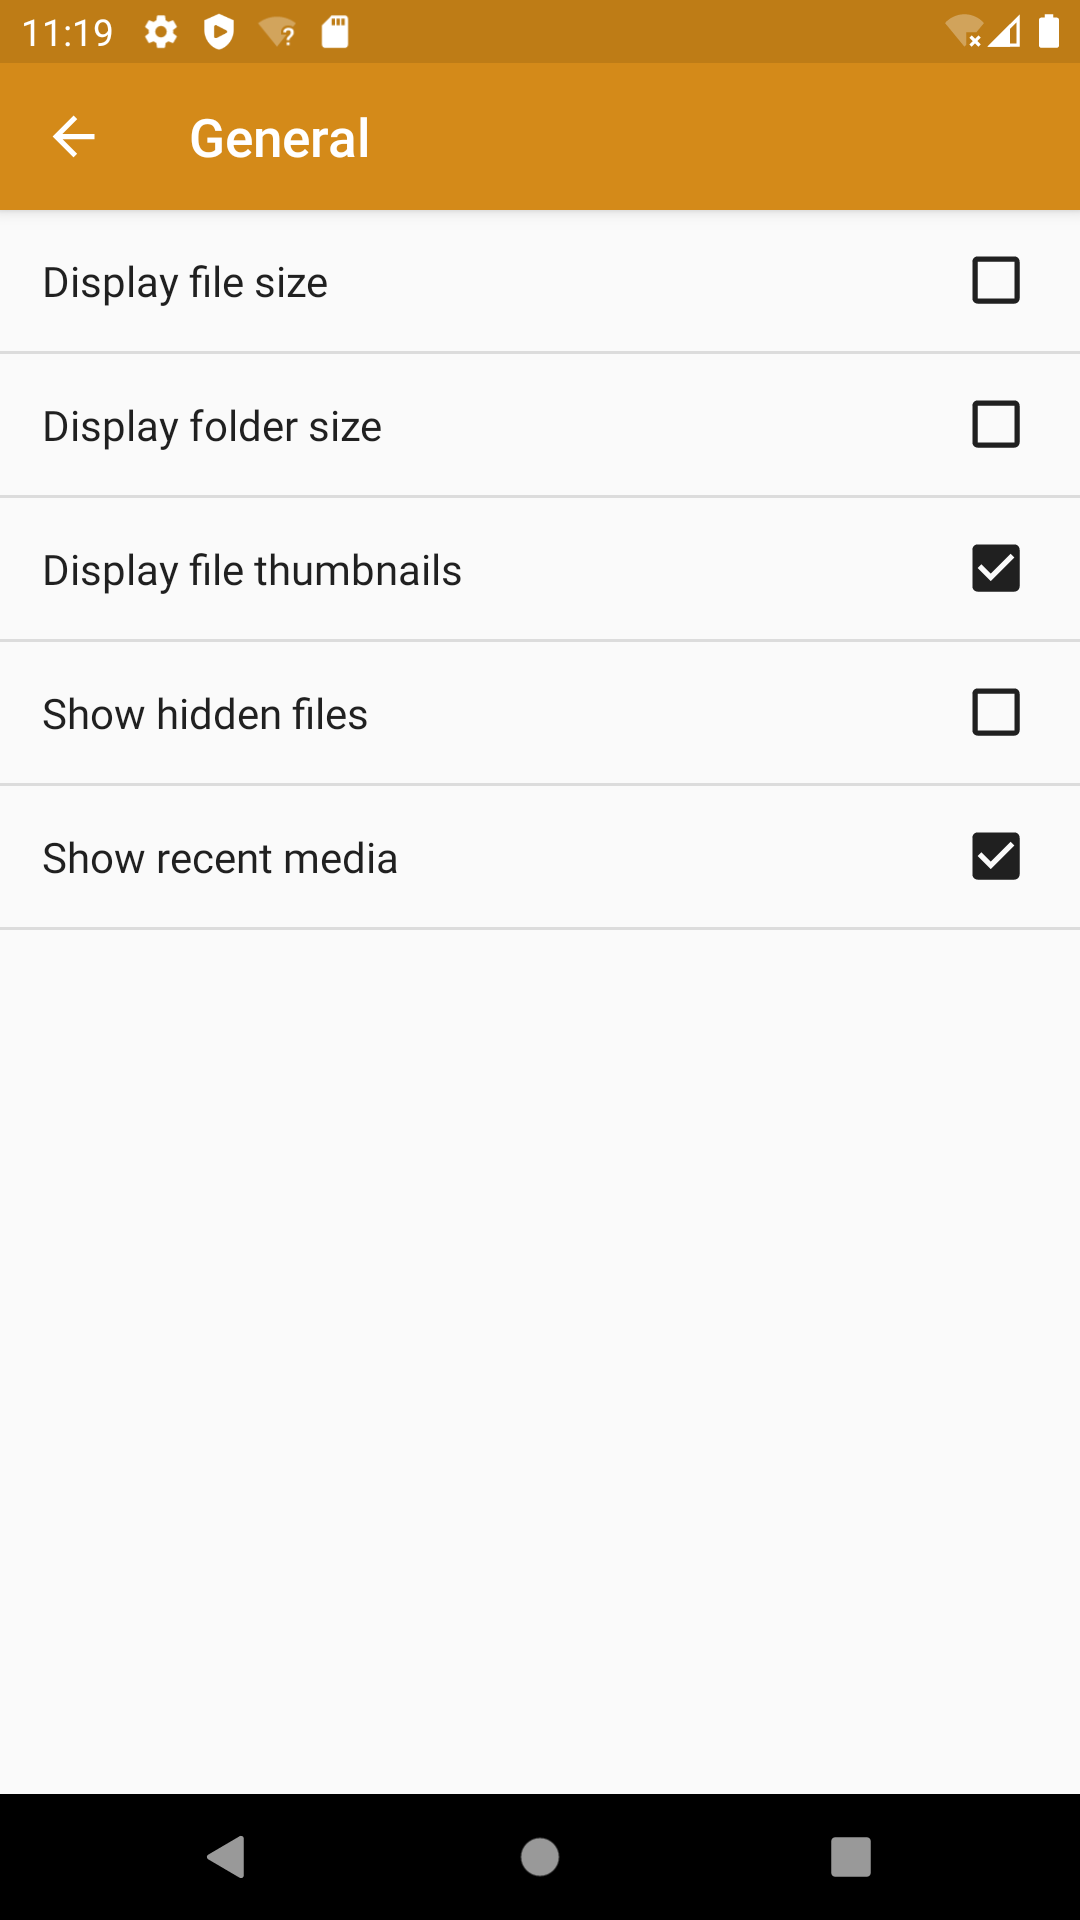 11:19
General
Display file size
Display folder size
Display file thumbnails
Show hidden files
Show recent media